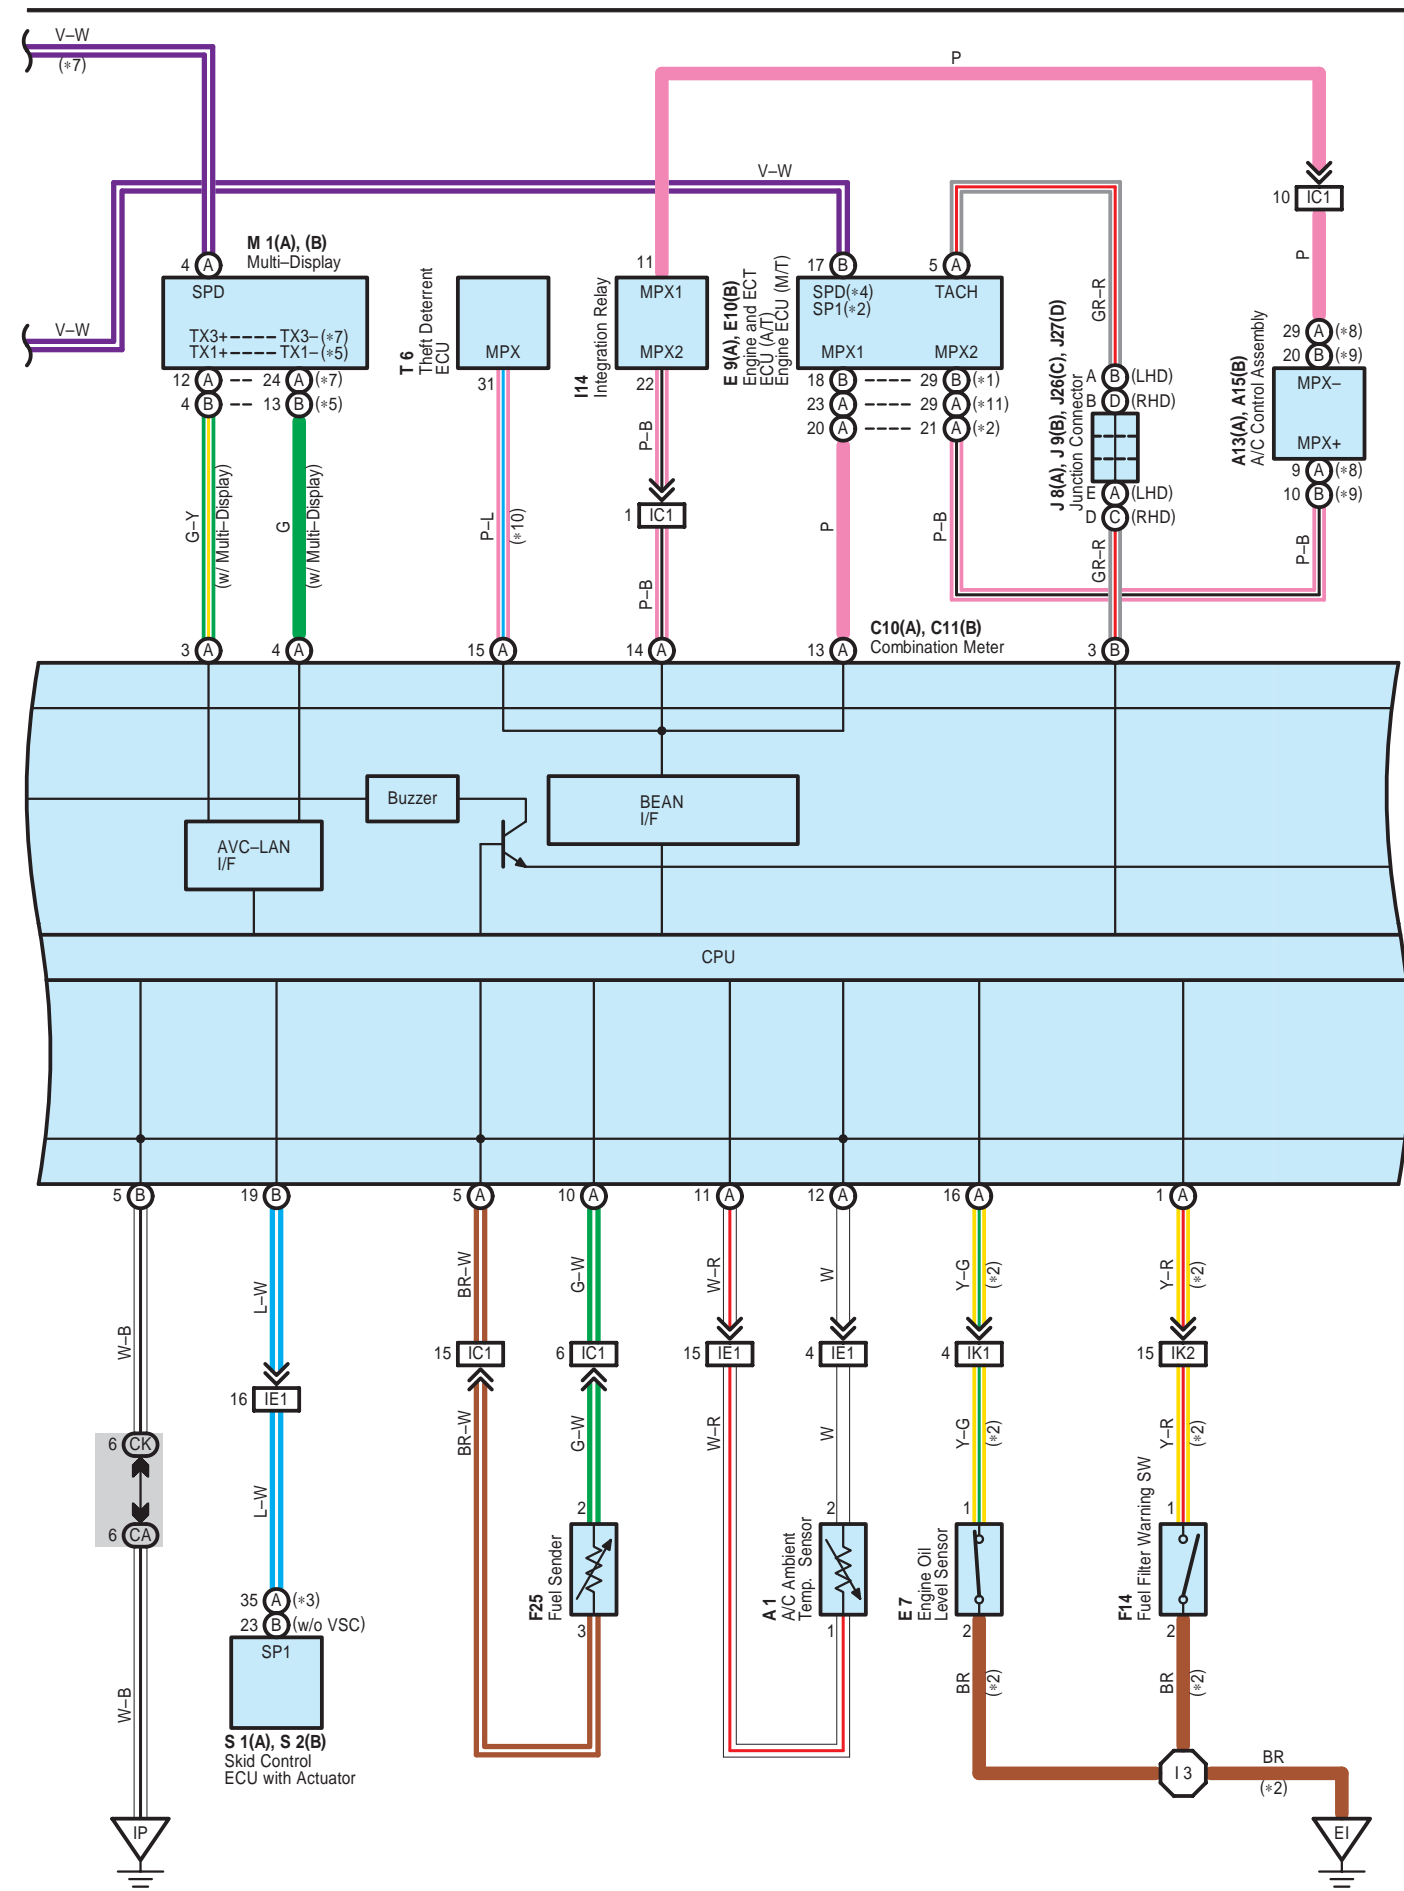 V–W
(∗7)
P
V–W
10 IC1
P
M 1(A), (B)
Multi–Display
4 A
SPD
TX3+ ----- TX3– (∗7)
TX1+ ----- TX1– (∗5)
V–W
12 A -- 24 A (∗7)
4 B -- 13 B (∗5)
G–Y
(w/ Multi–Display)
G
(w/ Multi–Display)
T 6
Theft Deterrent
ECU
MPX
31
P–L
(∗10)
11
MPX1
MPX2
I14
Integration Relay
22
P–B
1 IC1
P–B
E 9(A), E10(B)
Engine and ECT
ECU (A/T)
Engine ECU (M/T)
17 B
5 A
SPD(∗4)
SP1(∗2)
TACH
MPX1
MPX2
18 B ----- 29 B (∗1)
23 A ----- 29 A (∗11)
20 A ----- 21 A (∗2)
P
P–B
GR–R
J 8(A), J 9(B), J26(C), J27(D)
Junction Connector
A B (LHD)
B D (RHD)
E A (LHD)
D C (RHD)
GR–R
A13(A), A15(B)
A/C Control Assembly
29 A (∗8)
20 B (∗9)
MPX–
MPX+
9 A (∗8)
10 B (∗9)
P–B
C10(A), C11(B)
Combination Meter
3 A
4 A
15 A
14 A
13 A
3 B
Buzzer
BEAN
I/F
AVC–LAN
I/F
CPU
5 B
19 B
5 A
10 A
11 A
12 A
16 A
1 A
W–B
L–W
BR–W
G–W
W–R
W
Y–G
(∗2)
Y–R
(∗2)
16 IE1
15 IC1
6 IC1
15 IE1
4 IE1
4 IK1
15 IK2
6 CK
6 CA
L–W
BR–W
G–W
W–R
W
Y–G
(∗2)
Y–R
(∗2)
W–B
35 A (∗3)
23 B (w/o VSC)
SP1
S 1(A), S 2(B)
Skid Control
ECU with Actuator
2
F25
Fuel Sender
3
2
A 1
A/C Ambient
Temp. Sensor
1
1
E 7
Engine Oil
Level Sensor
2
1
F14
Fuel Filter Warning SW
2
BR
(∗2)
BR
(∗2)
I 3
BR
(∗2)
IP
EI